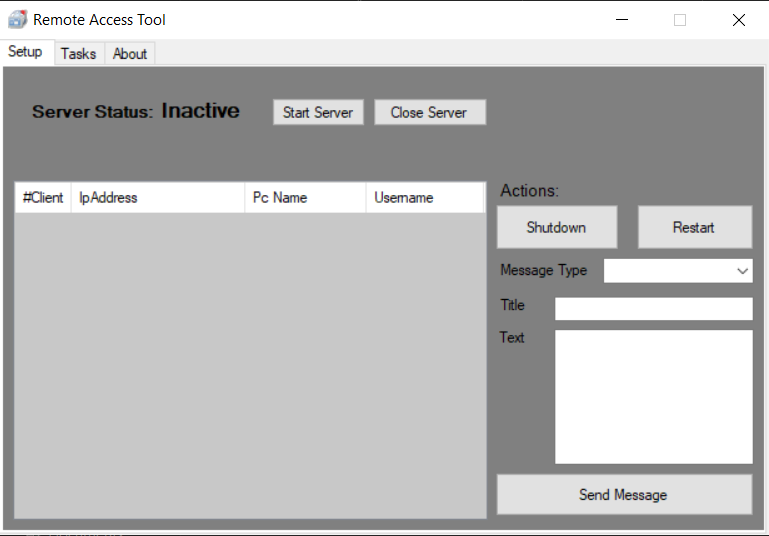 Remote Access Tool
Setup Tasks About
Server Status: Inactive Start Server Close Server
#Client IpAddress Pc Name Username
Actions:
Shutdown Restart
Message Type
Title
Text
Send Message